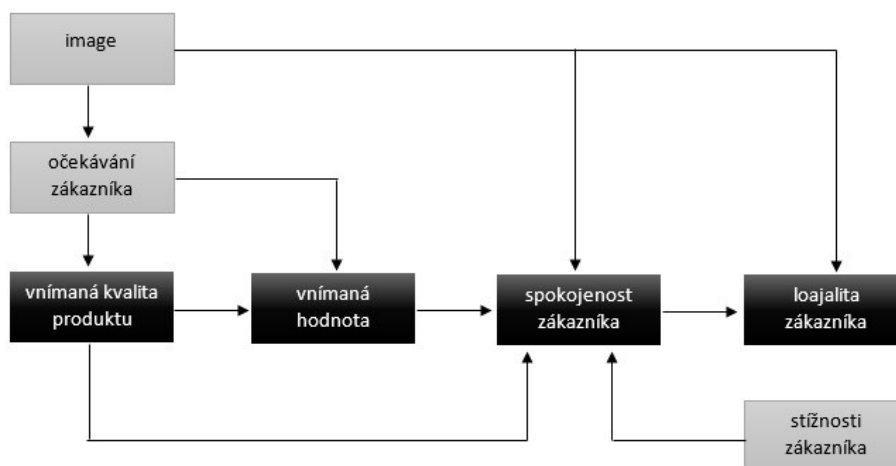 image
očekávání
zákazníka
vnímaná kvalita
produktu
vnímaná
hodnota
spokojenost
zákazníka
loajalita
zákazníka
stížnosti
zákazníka